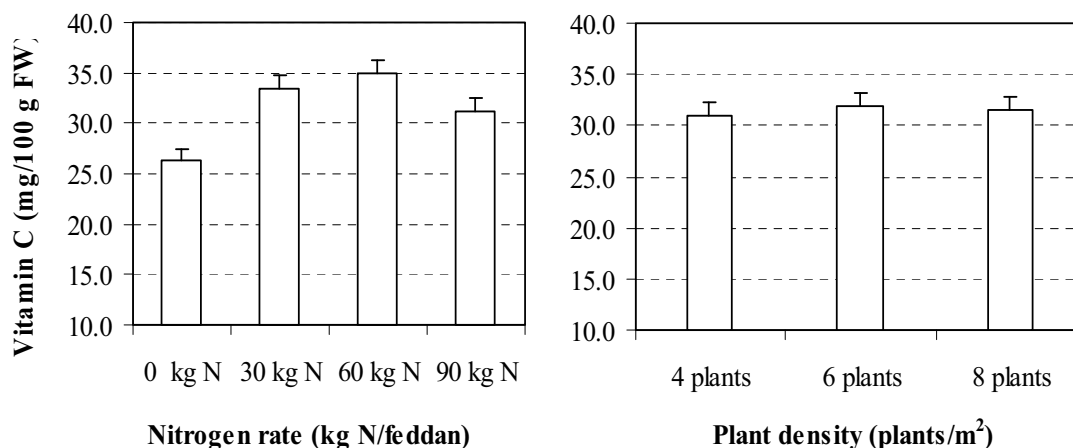 Vitamin C (mg/100 g FW)
40.0
35.0
30.0
25.0
20.0
15.0
10.0
0 kg N 30 kg N 60 kg N 90 kg N
Nitrogen rate (kg N/feddan)
40.0
35.0
30.0
25.0
20.0
15.0
10.0
4 plants 6 plants 8 plants
Plant density (plants/m²)